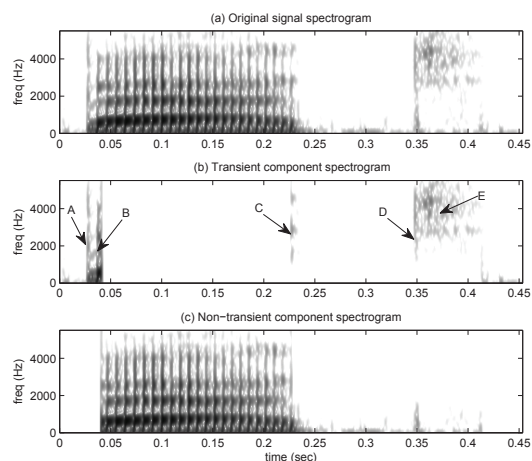 (a) Original signal spectrogram
freq (Hz)
4000
2000
0
0 0.05 0.1 0.15 0.2 0.25 0.3 0.35 0.4 0.45
(b) Transient component spectrogram
freq (Hz)
4000
2000
0
A B C D E
0 0.05 0.1 0.15 0.2 0.25 0.3 0.35 0.4 0.45
(c) Non−transient component spectrogram
freq (Hz)
4000
2000
0
0 0.05 0.1 0.15 0.2 0.25 0.3 0.35 0.4 0.45
time (sec)